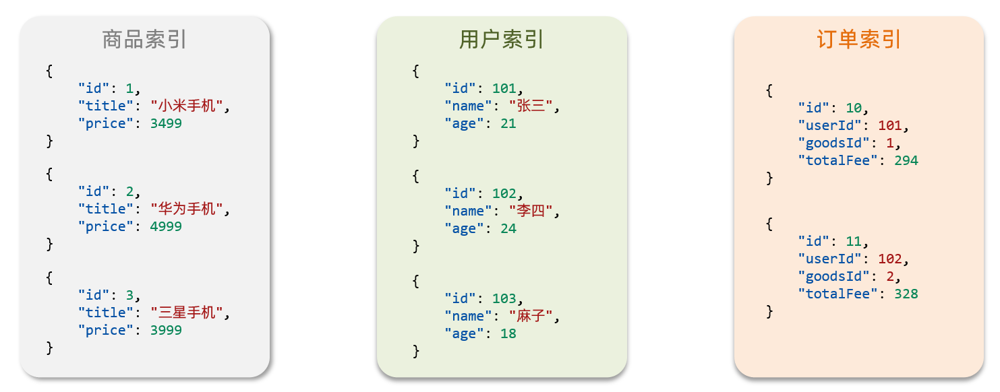 商品索引
{
    "id": 1,
    "title": "小米手机",
    "price": 3499
}
{
    "id": 2,
    "title": "华为手机",
    "price": 4999
}
{
    "id": 3,
    "title": "三星手机",
    "price": 3999
}
用户索引
{
    "id": 101,
    "name": "张三",
    "age": 21
}
{
    "id": 102,
    "name": "李四",
    "age": 24
}
{
    "id": 103,
    "name": "麻子",
    "age": 18
}
订单索引
{
    "id": 10,
    "userId": 101,
    "goodsId": 1,
    "totalFee": 294
}
{
    "id": 11,
    "userId": 102,
    "goodsId": 2,
    "totalFee": 328
}